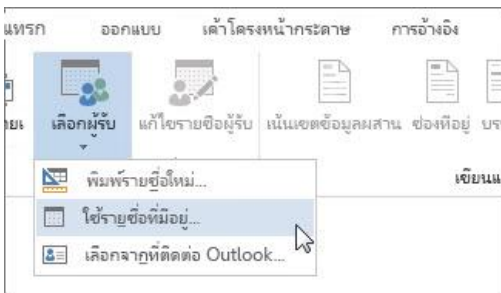 แทรก ออกแบบ เค้าโครงหน้ากระดาษ การอ้างอิง
เลือกผู้รับ แก้ไขรายชื่อผู้รับ เน้นเขตข้อมูลผสาน ช่องที่อยู่
พิมพ์รายชื่อใหม่...
เขียนแ
ใช้รายชื่อที่มีอยู่...
เลือกจากที่ติดต่อ Outlook...